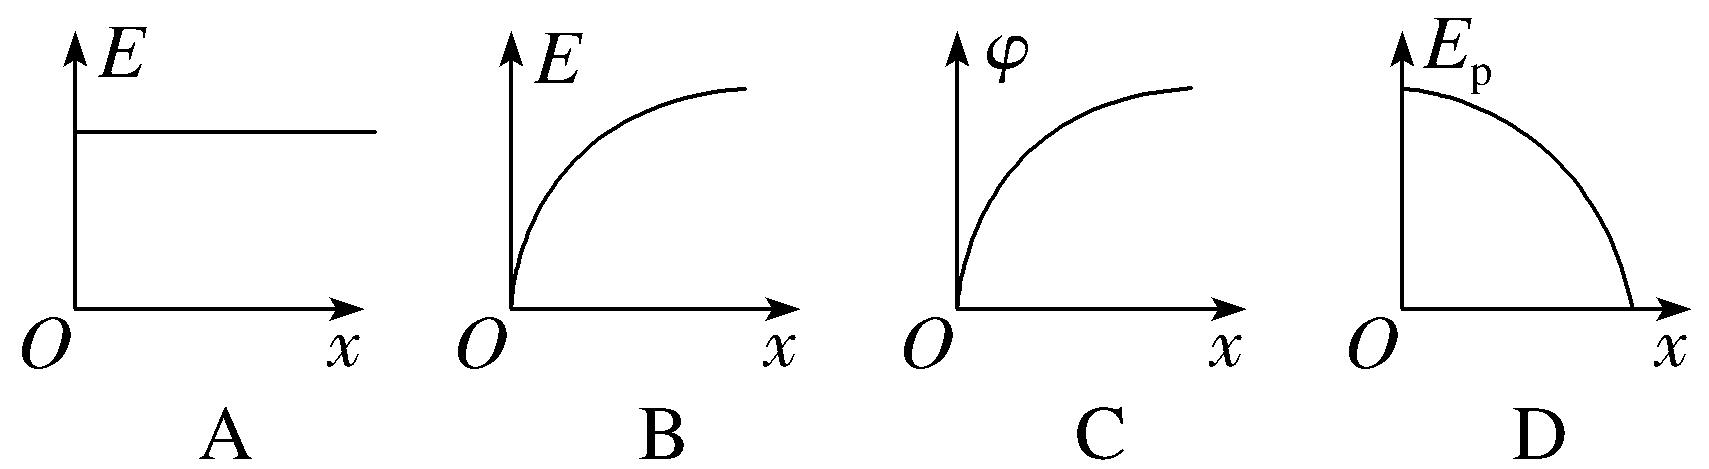 E E φ Eₚ
O x O x O x O x
A B C D